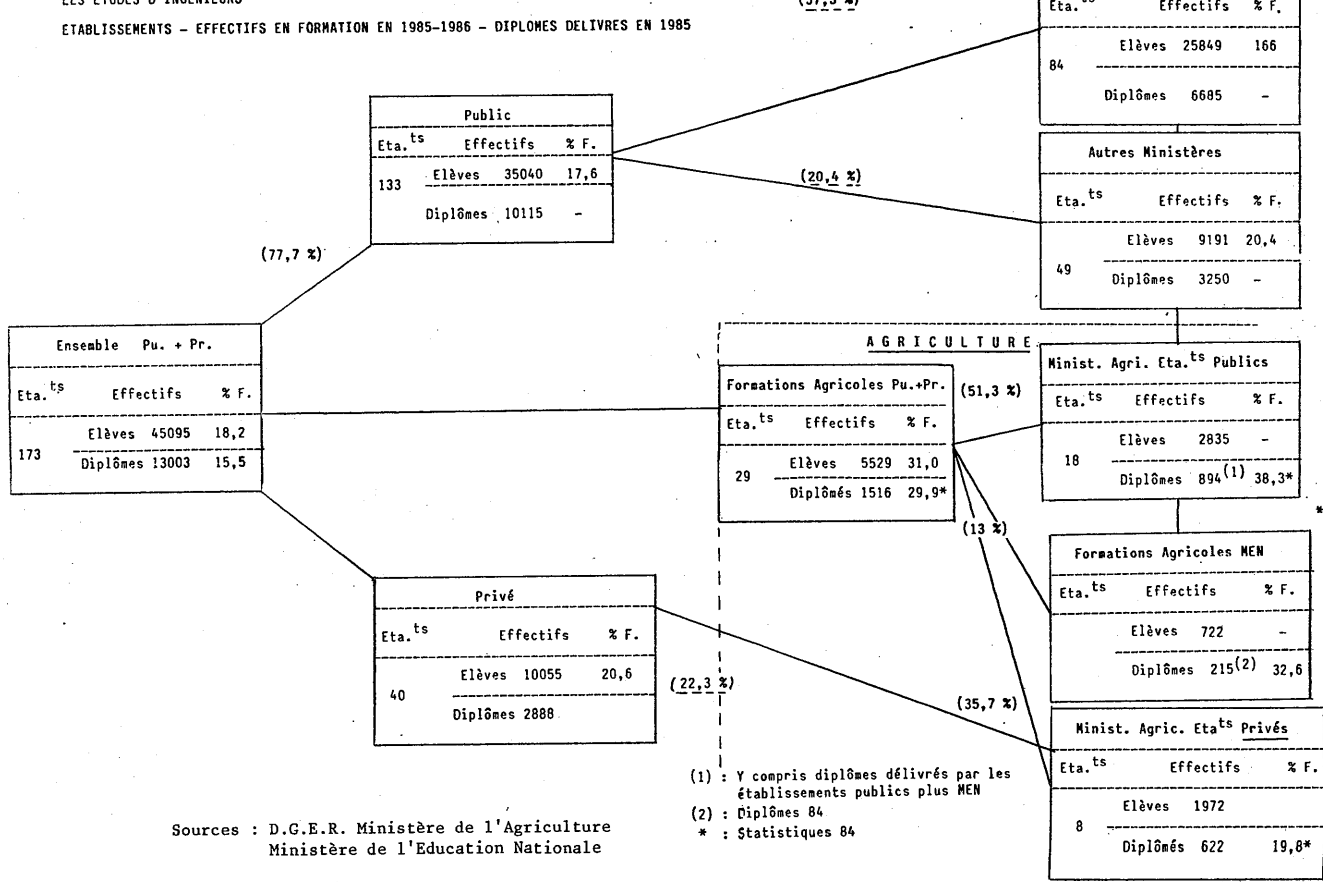 LES ETUDES D'INGENIEURS
ETABLISSEMENTS – EFFECTIFS EN FORMATION EN 1985–1986 – DIPLOMES DELIVRES EN 1985
(57,3 %)
Eta.ts Effectifs % F.
Elèves 25849 166
84
Diplômes 6685 –
Public
Eta.ts Effectifs % F.
133 Elèves 35040 17,6
Diplômes 10115 –
(20,4 %)
Autres Ministères
Eta.ts Effectifs % F.
Elèves 9191 20,4
49
Diplômes 3250 –
(77,7 %)
Ensemble Pu. + Pr.
Eta.ts Effectifs % F.
Elèves 45095 18,2
173
Diplômes 13003 15,5
AGRICULTURE
Formations Agricoles Pu.+Pr.
Eta.ts Effectifs % F.
Elèves 5529 31,0
29
Diplômés 1516 29,9*
(51,3 %)
Minist. Agri. Eta.ts Publics
Eta.ts Effectifs % F.
Elèves 2835 –
18
Diplômes 894(1) 38,3*
*
(13 %)
Formations Agricoles MEN
Eta.ts Effectifs % F.
Elèves 722 –
Diplômes 215(2) 32,6
Privé
Eta.ts Effectifs % F.
Elèves 10055 20,6
40
Diplômes 2888
(22,3 %)
(35,7 %)
Minist. Agric. Etats Privés
Eta.ts Effectifs % F.
Elèves 1972
8
Diplômés 622 19,8*
(1) : Y compris diplômes délivrés par les
établissements publics plus MEN
(2) : Diplômes 84
* : Statistiques 84
Sources : D.G.E.R. Ministère de l'Agriculture
Ministère de l'Education Nationale